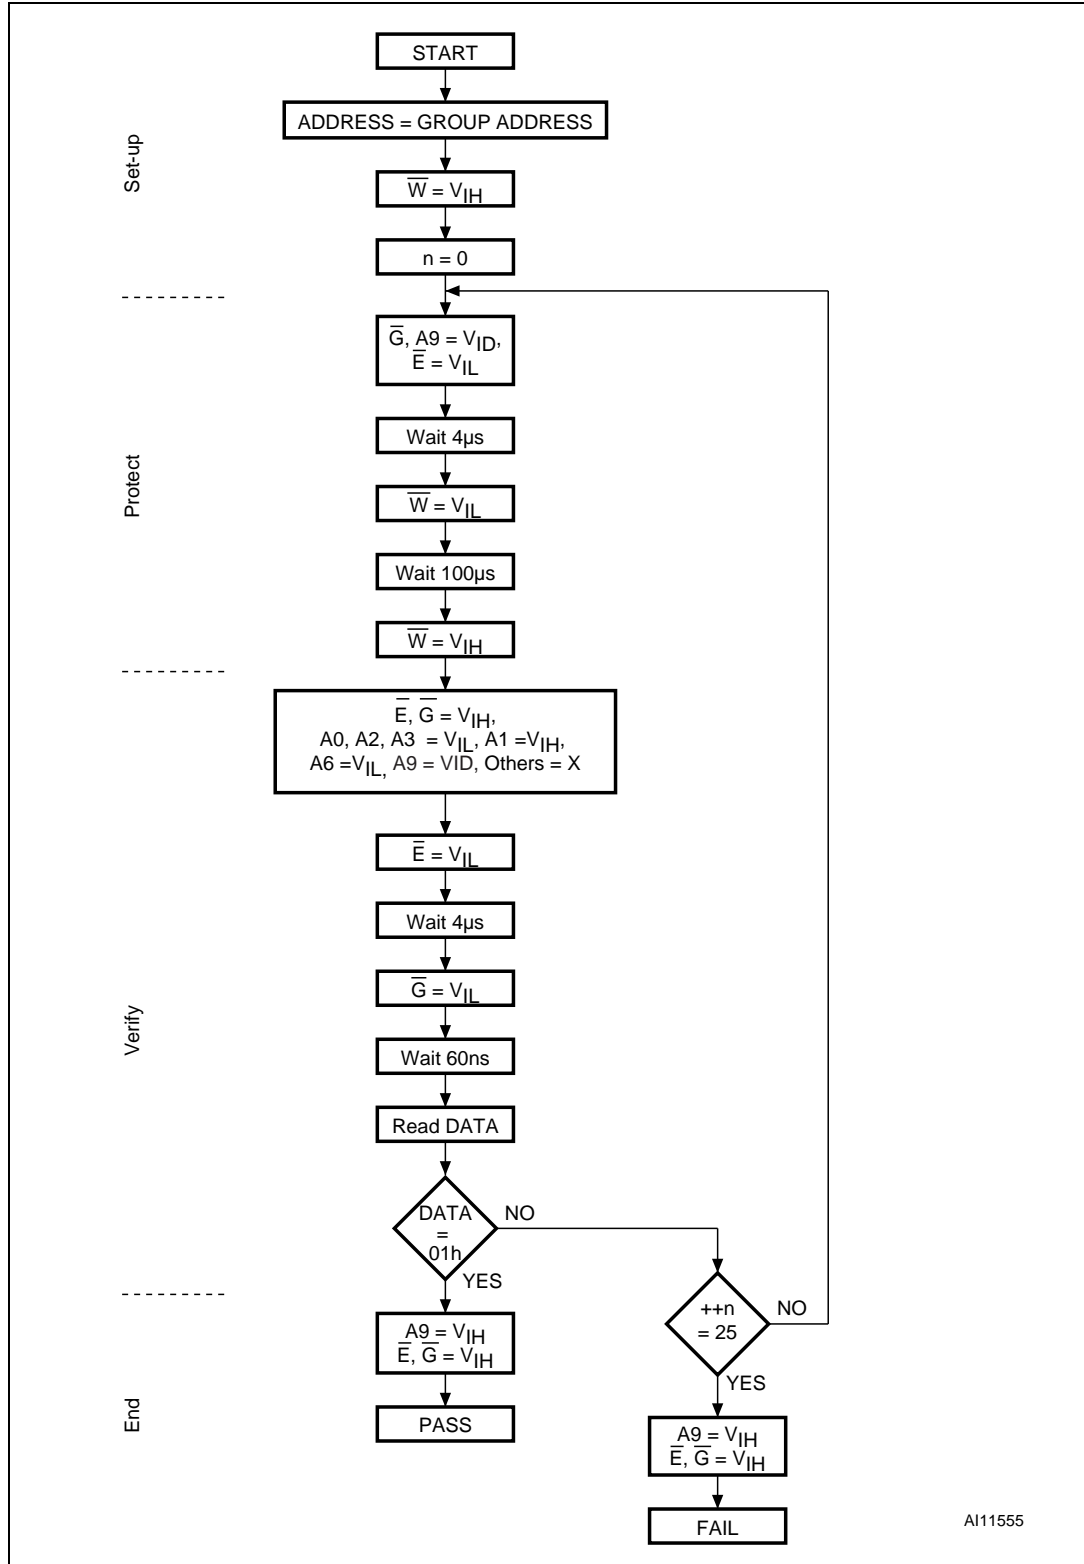 START
ADDRESS = GROUP ADDRESS
Set-up
W̅ = VIH
n = 0
G̅, A9 = VID,
E̅ = VIL
Wait 4µs
Protect
W̅ = VIL
Wait 100µs
W̅ = VIH
E̅, G̅ = VIH,
A0, A2, A3 = VIL, A1 =VIH,
A6 =VIL, A9 = VID, Others = X
E̅ = VIL
Wait 4µs
G̅ = VIL
Verify
Wait 60ns
Read DATA
DATA
=
01h
NO
YES
++n
= 25
NO
YES
A9 = VIH
E̅, G̅ = VIH
End
PASS
A9 = VIH
E̅, G̅ = VIH
FAIL
AI11555